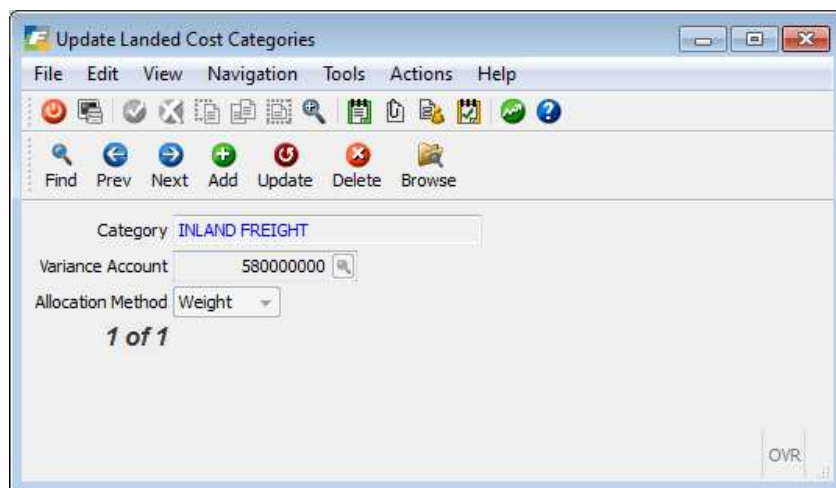 Update Landed Cost Categories
File Edit View Navigation Tools Actions Help
Find Prev Next Add Update Delete Browse
Category INLAND FREIGHT
Variance Account 580000000
Allocation Method Weight
1 of 1
OVR